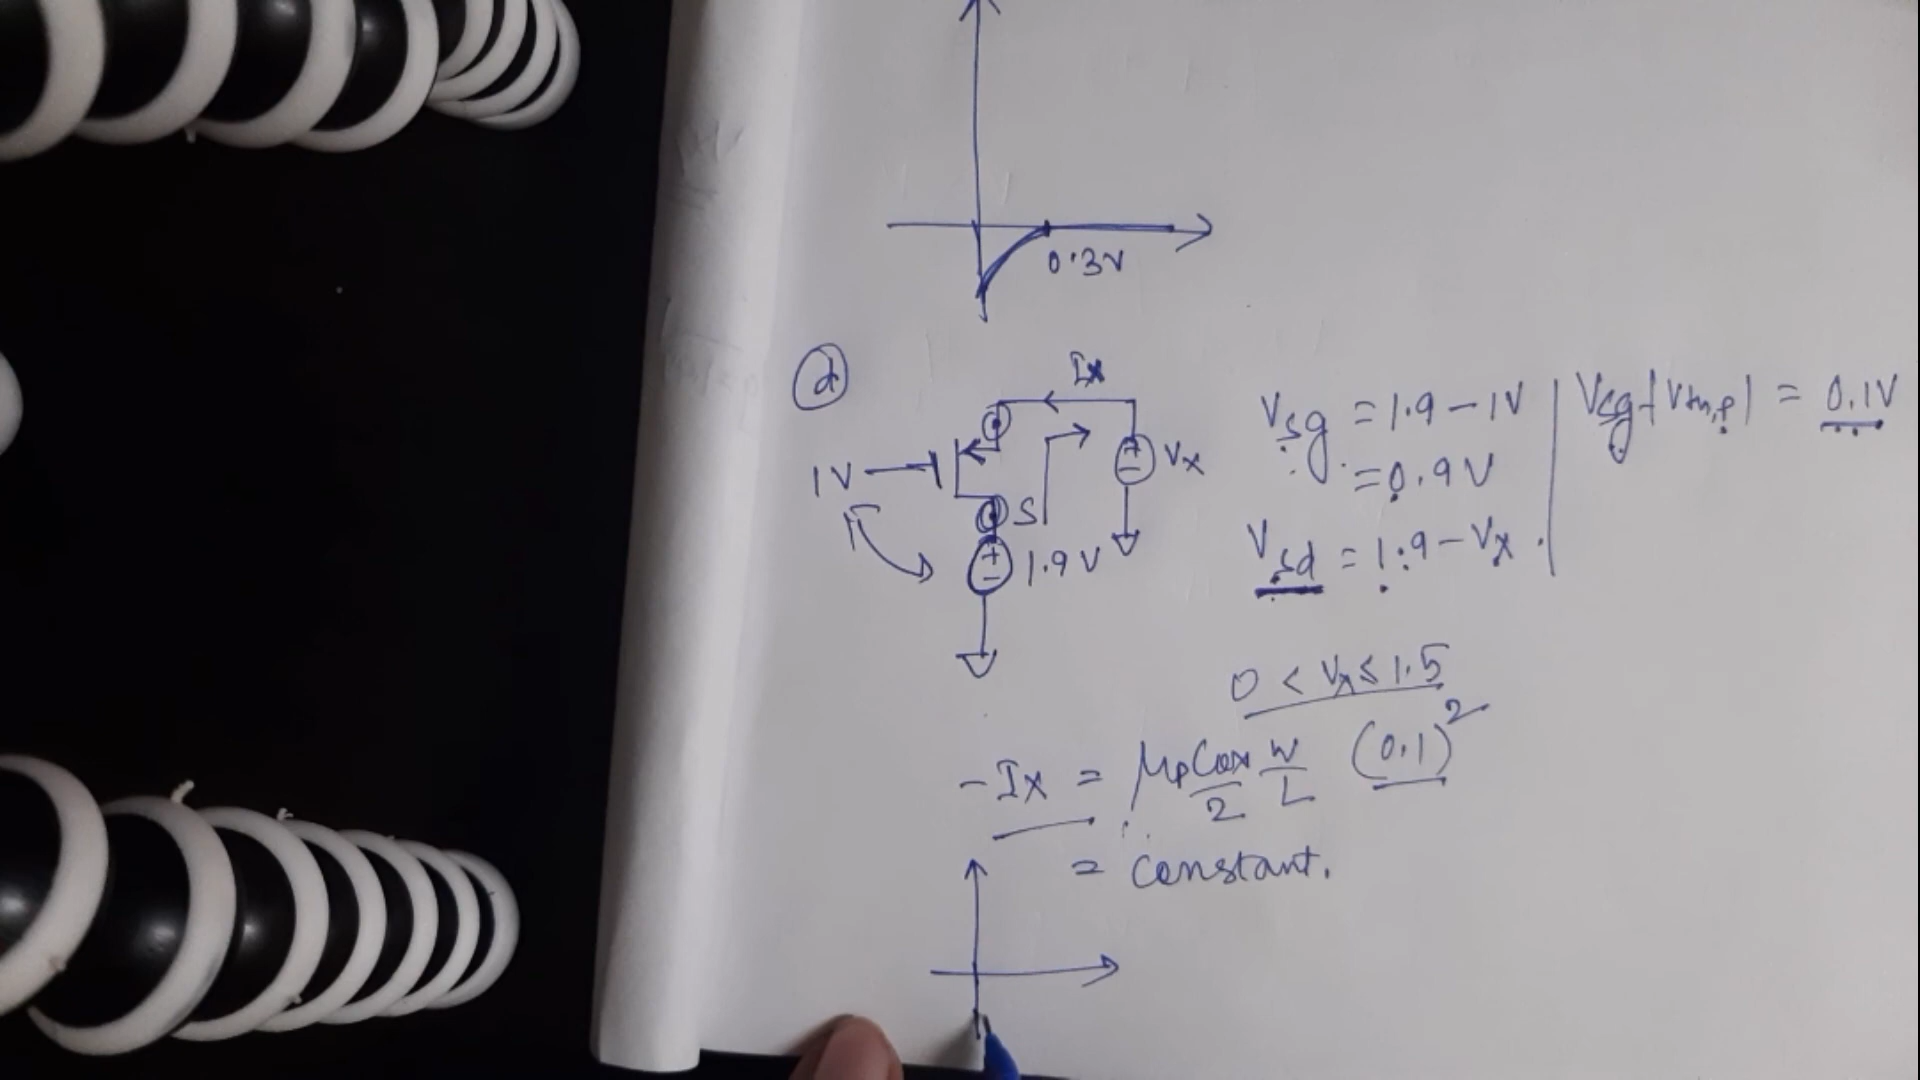 0.3V
d
Ix
1V
S
Vx
1.9V
Vsg = 1.9-1V
= 0.9V
Vsd = 1.9-Vx
Vsg-|Vth,p| = 0.1V
0 < Vx ≤ 1.5
-Ix = μpCox/2 W/L (0.1)²
= Constant.